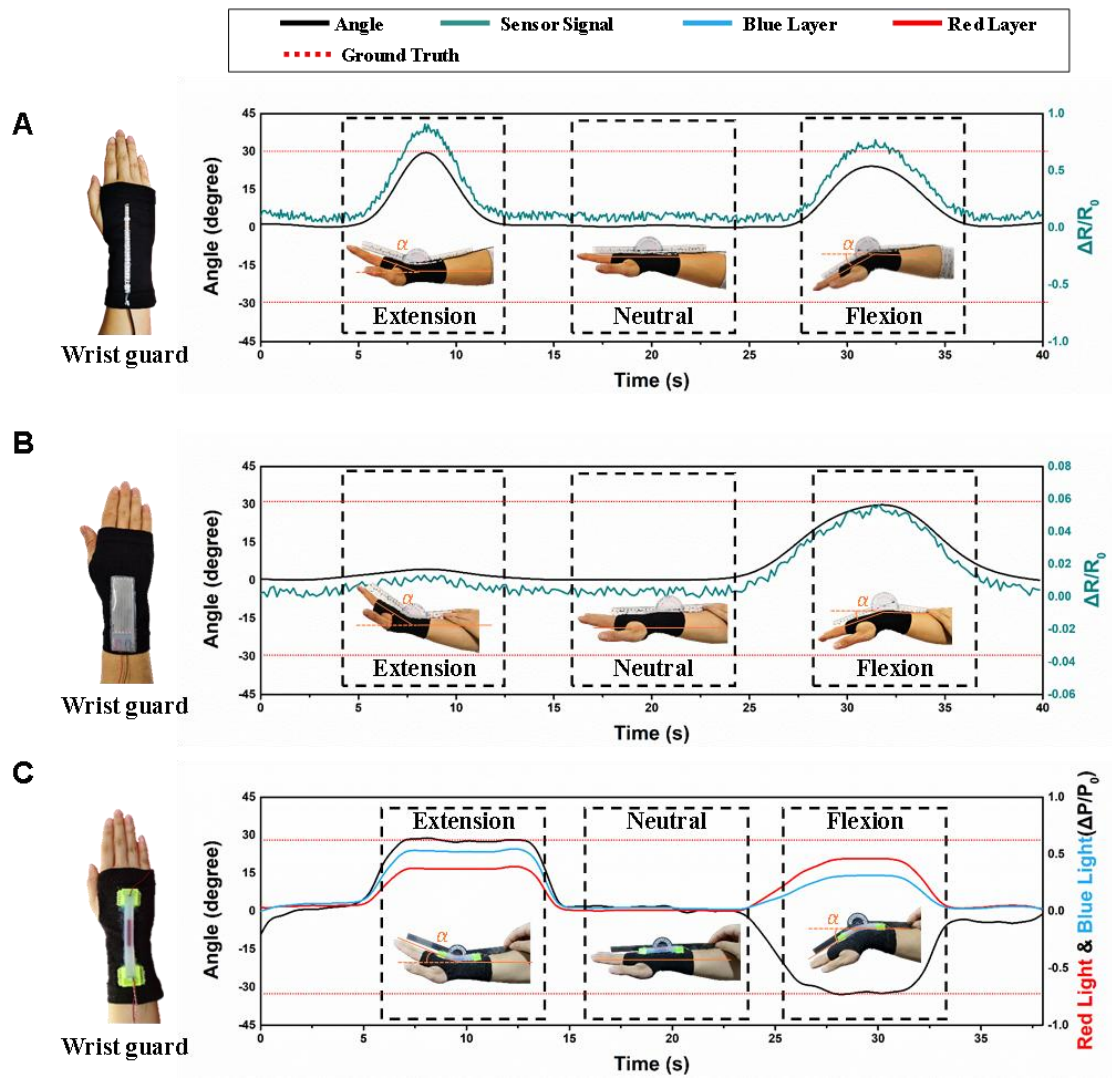 Angle Sensor Signal Blue Layer Red Layer
Ground Truth
A
Wrist guard
Angle (degree)
45
30
15
0
-15
-30
-45
α
α
Extension Neutral Flexion
1.0
0.5
0.0
-0.5
-1.0
ΔR/R0
0 5 10 15 20 25 30 35 40
Time (s)
B
Wrist guard
Angle (degree)
45
30
15
0
-15
-30
-45
α
α
Extension Neutral Flexion
0.08
0.06
0.04
0.02
0.00
-0.02
-0.04
-0.06
ΔR/R0
0 5 10 15 20 25 30 35 40
Time (s)
C
Wrist guard
Angle (degree)
45
30
15
0
-15
-30
-45
Extension Neutral Flexion
α
α
1.0
0.5
0.0
-0.5
-1.0
Red Light & Blue Light(ΔP/P0)
0 5 10 15 20 25 30 35
Time (s)